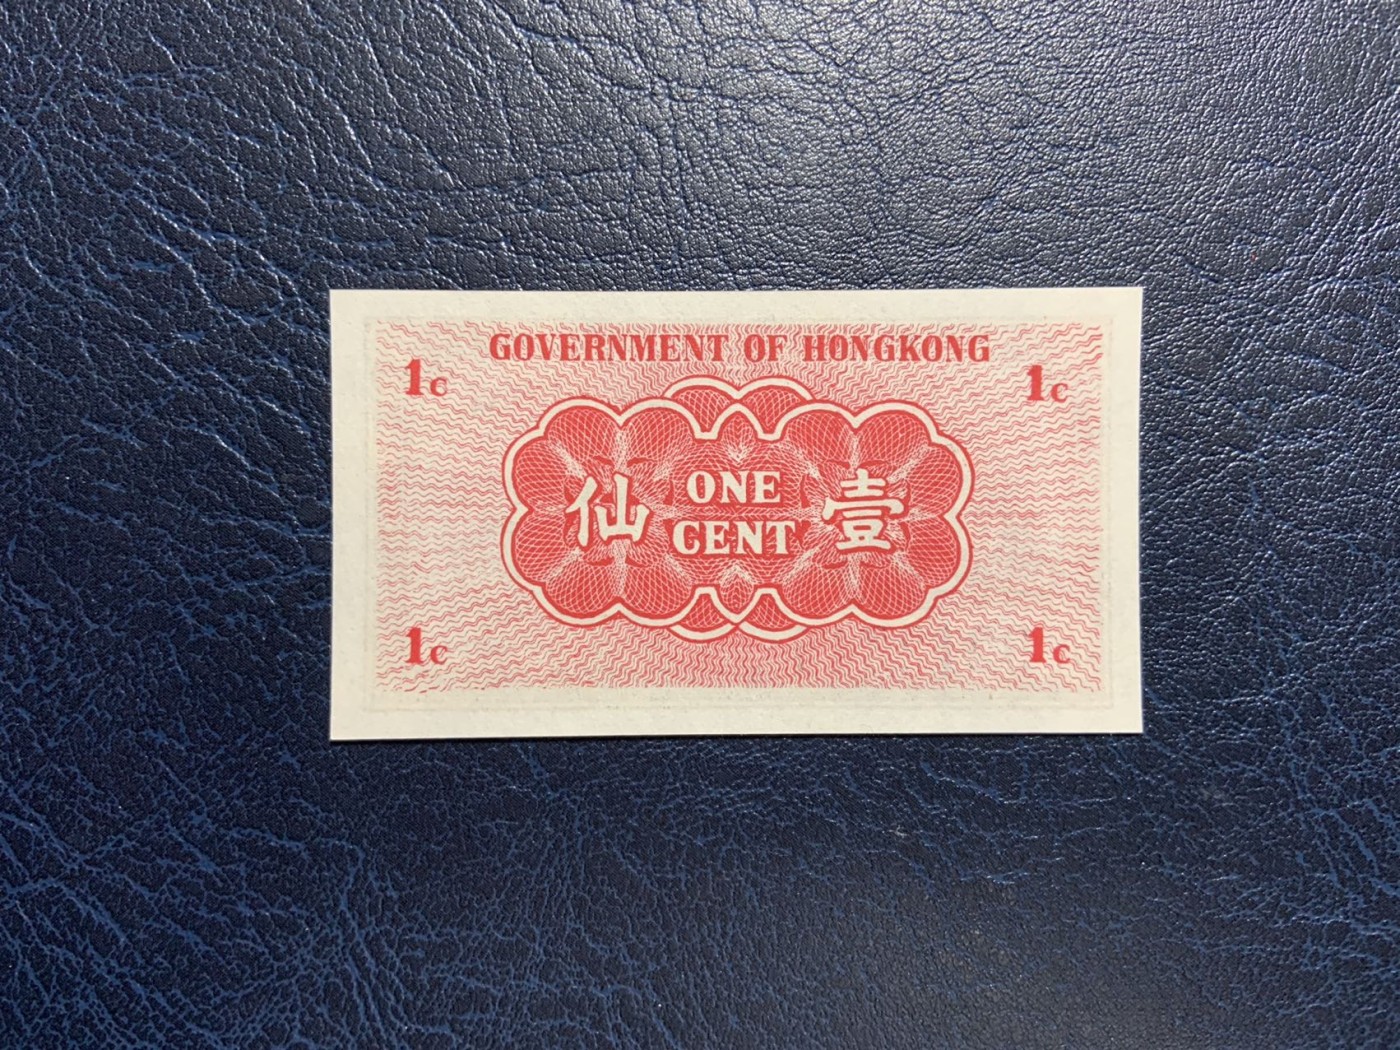 GOVERNMENT OF HONGKONG
1c 1c
仙 ONE CENT 壹
1c 1c